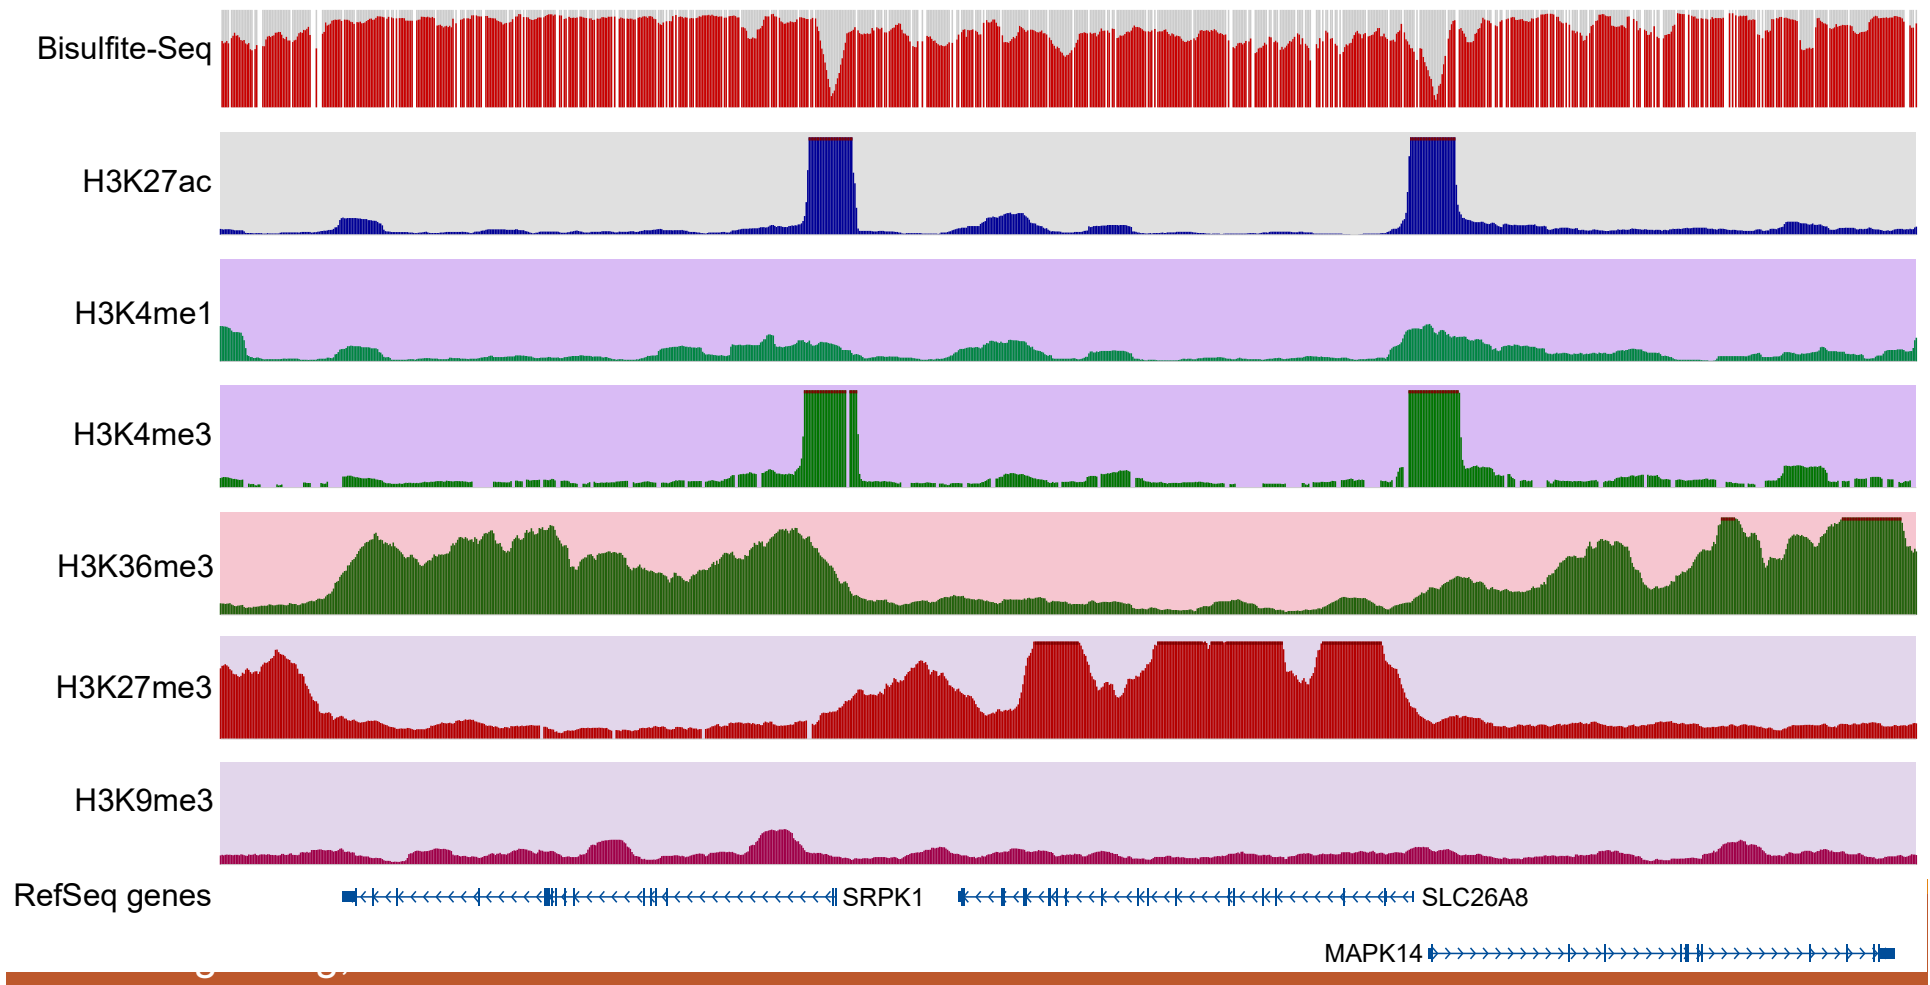 Bisulfite-Seq
H3K27ac
H3K4me1
H3K4me3
H3K36me3
H3K27me3
H3K9me3
RefSeq genes
SRPK1
SLC26A8
MAPK14